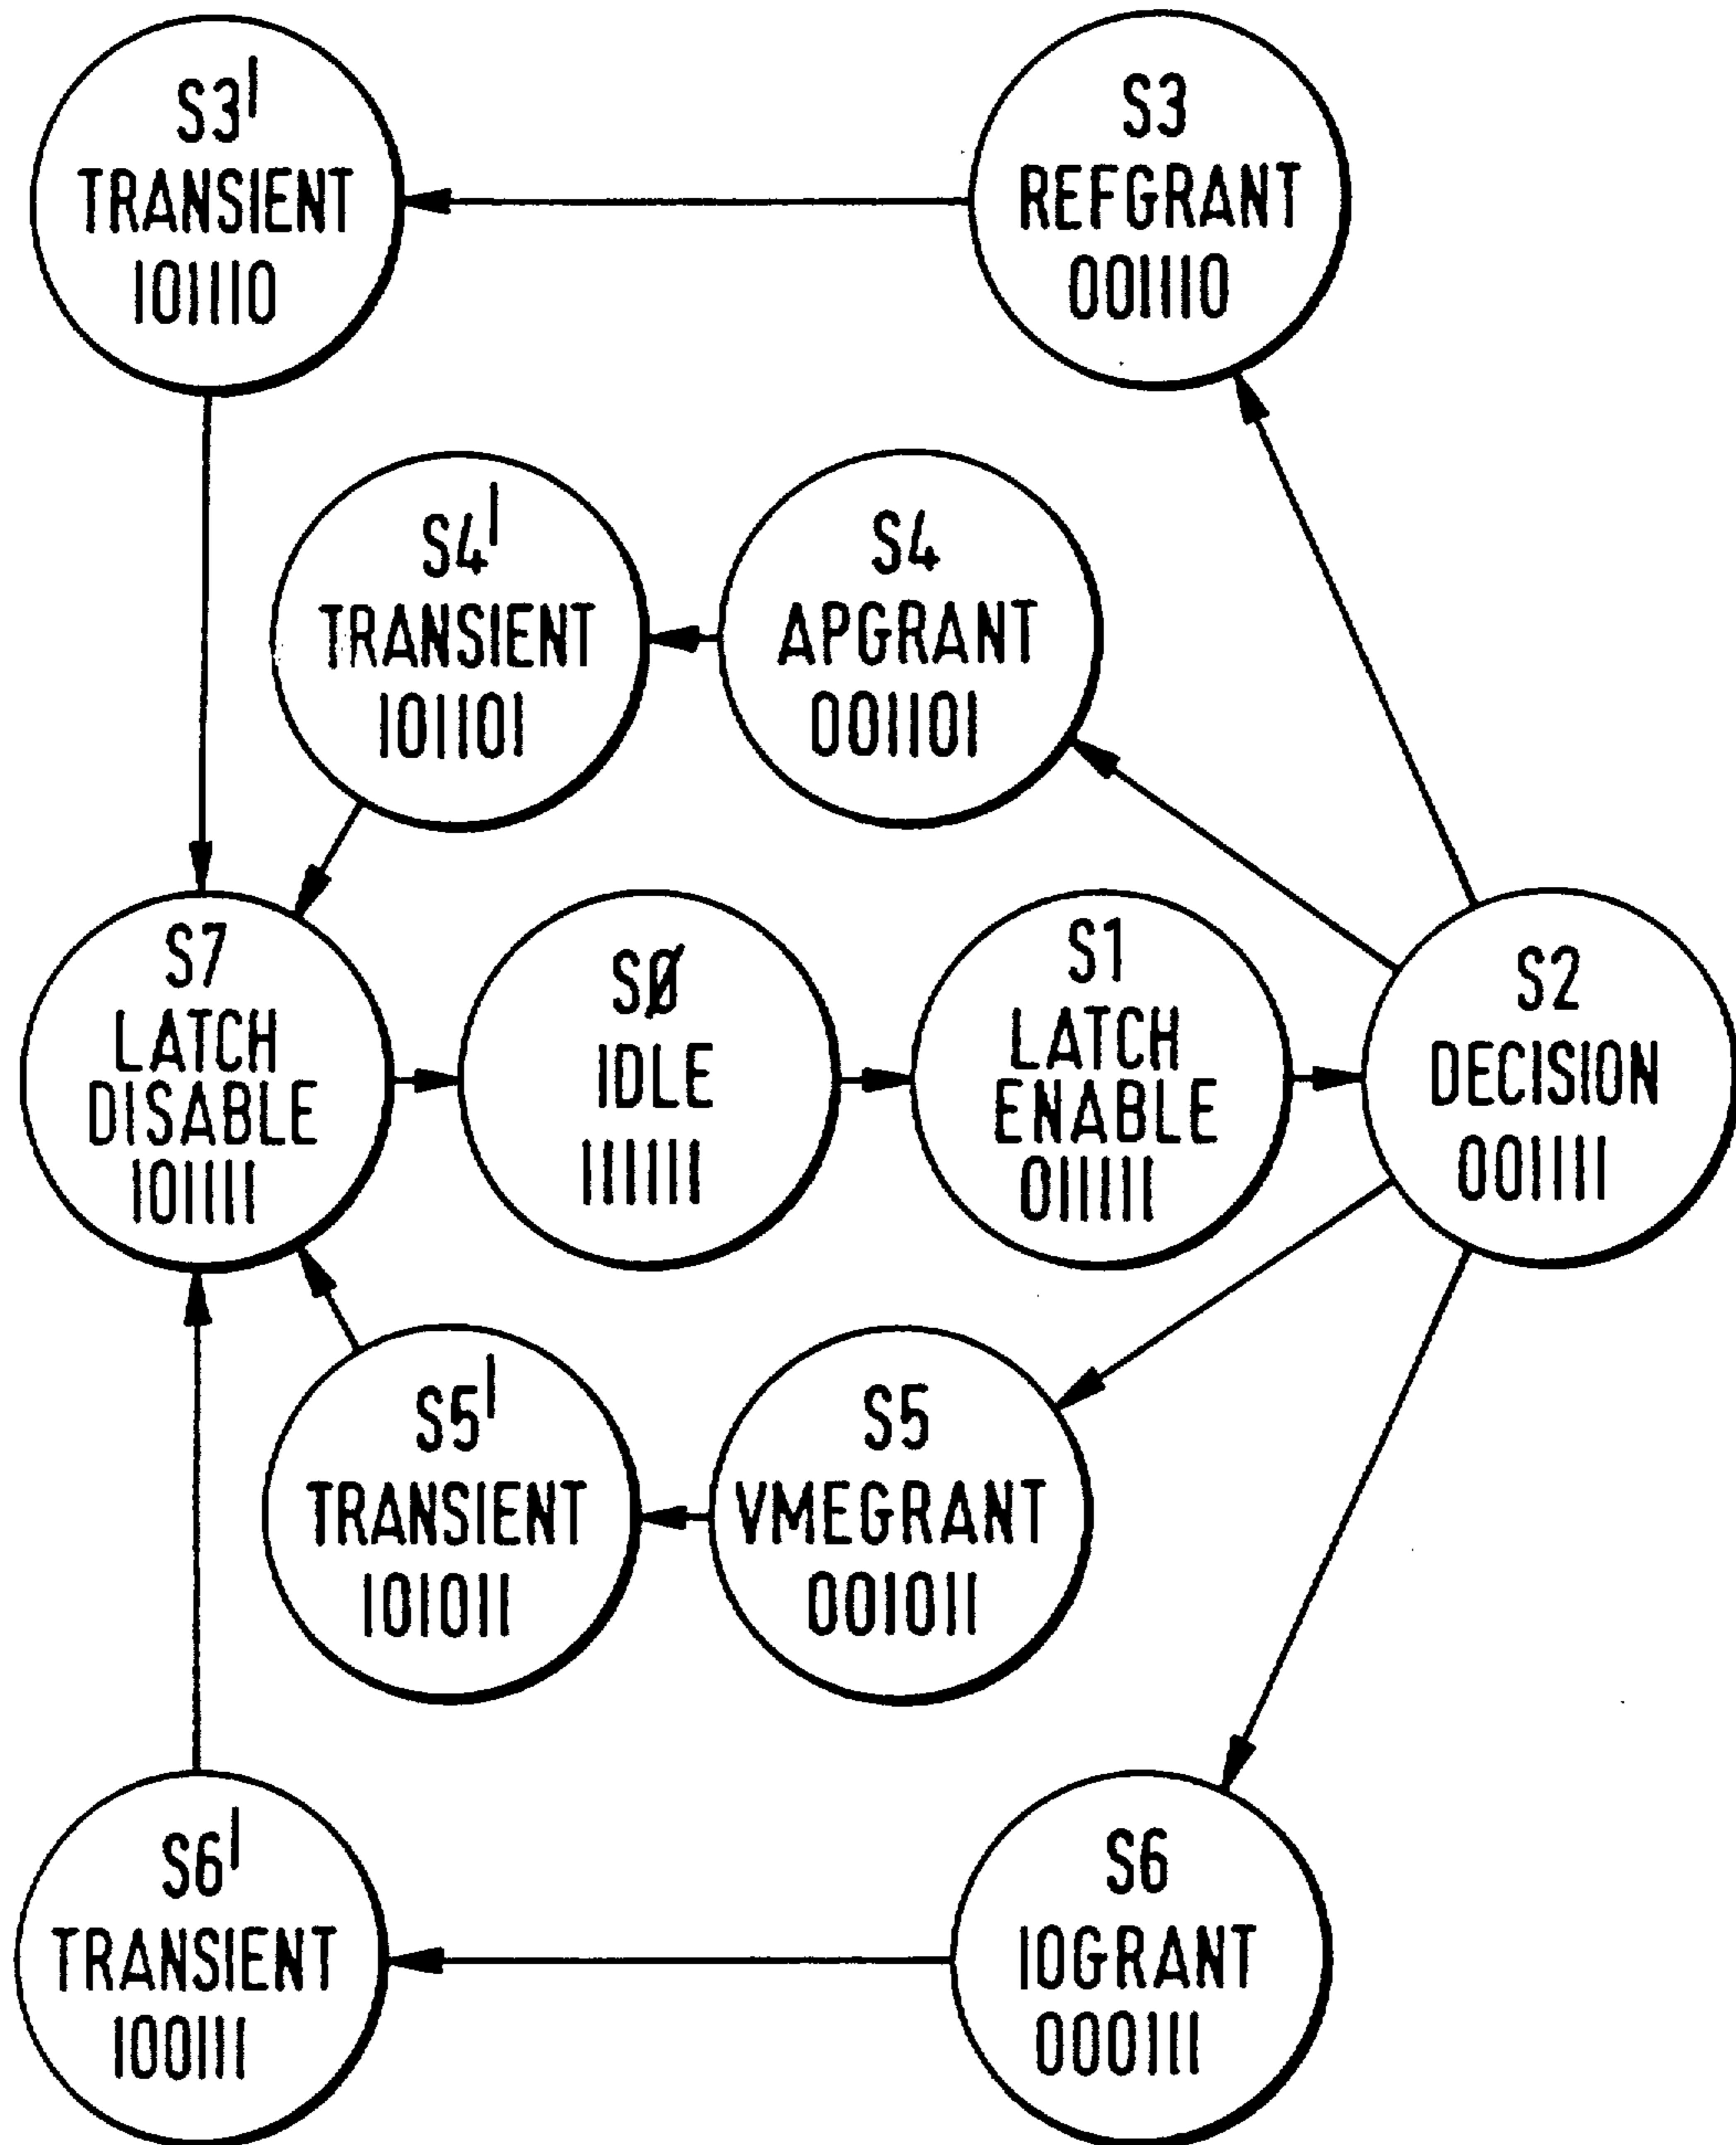 S3'
TRANSIENT
101110
S3
REFGRANT
001110
S4'
TRANSIENT
101101
S4
APGRANT
001101
S7
LATCH
DISABLE
101111
SØ
IDLE
111111
S1
LATCH
ENABLE
011111
S2
DECISION
001111
S5'
TRANSIENT
101011
S5
VMEGRANT
001011
S6'
TRANSIENT
100111
S6
IOGRANT
000111